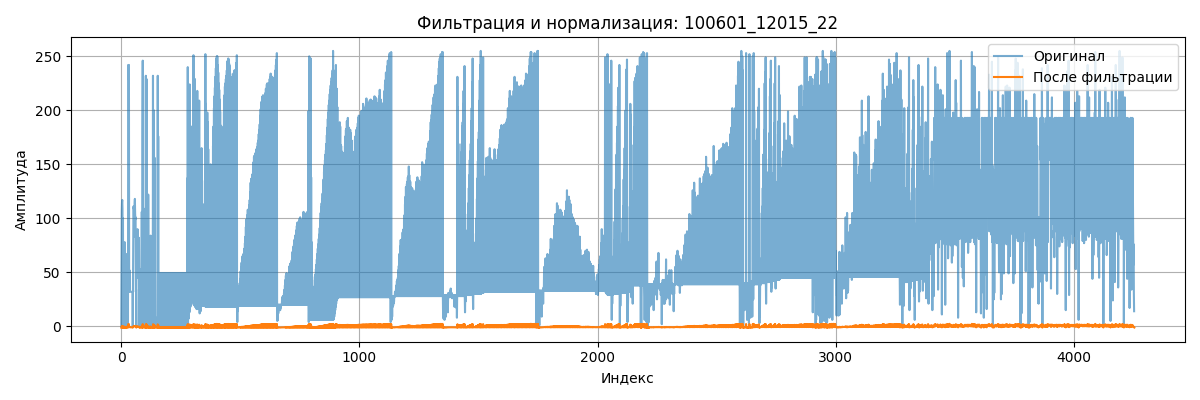 Фильтрация и нормализация: 100601_12015_22
Оригинал
После фильтрации
Амплитуда
250
200
150
100
50
0
0 1000 2000 3000 4000
Индекс